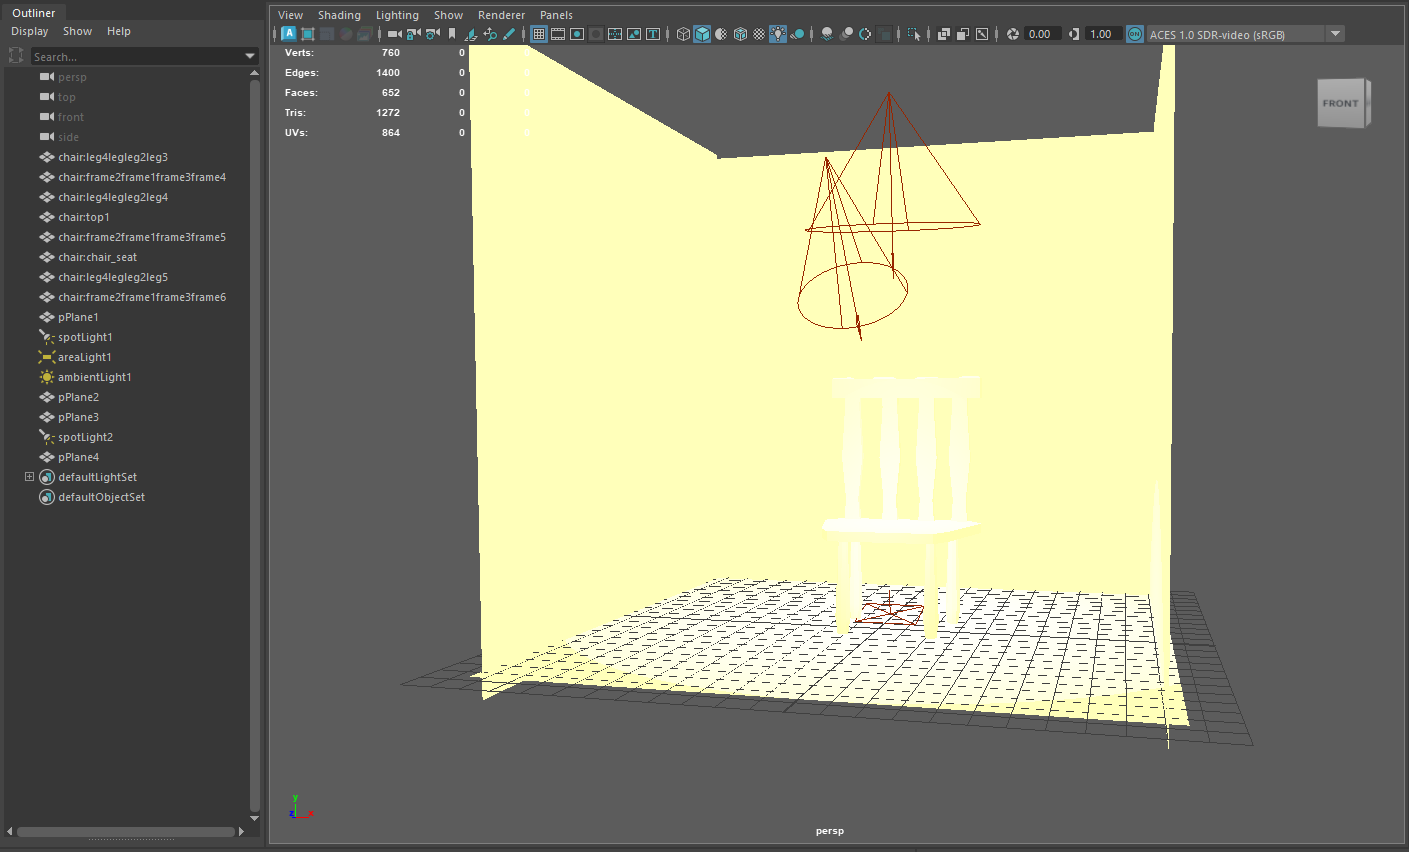 Outliner
Display Show Help
Search...
persp
top
front
side
chair:leg4legleg2leg3
chair:frame2frame1frame3frame4
chair:leg4legleg2leg4
chair:top1
chair:frame2frame1frame3frame5
chair:chair_seat
chair:leg4legleg2leg5
chair:frame2frame1frame3frame6
pPlane1
spotLight1
areaLight1
ambientLight1
pPlane2
pPlane3
spotLight2
pPlane4
defaultLightSet
defaultObjectSet
View Shading Lighting Show Renderer Panels
A T 0.00 1.00 ON ACES 1.0 SDR-video (sRGB)
Verts: 760 0 0
Edges: 1400 0 0
Faces: 652 0 0
Tris: 1272 0 0
UVs: 864 0 0
FRONT
y
z x
persp